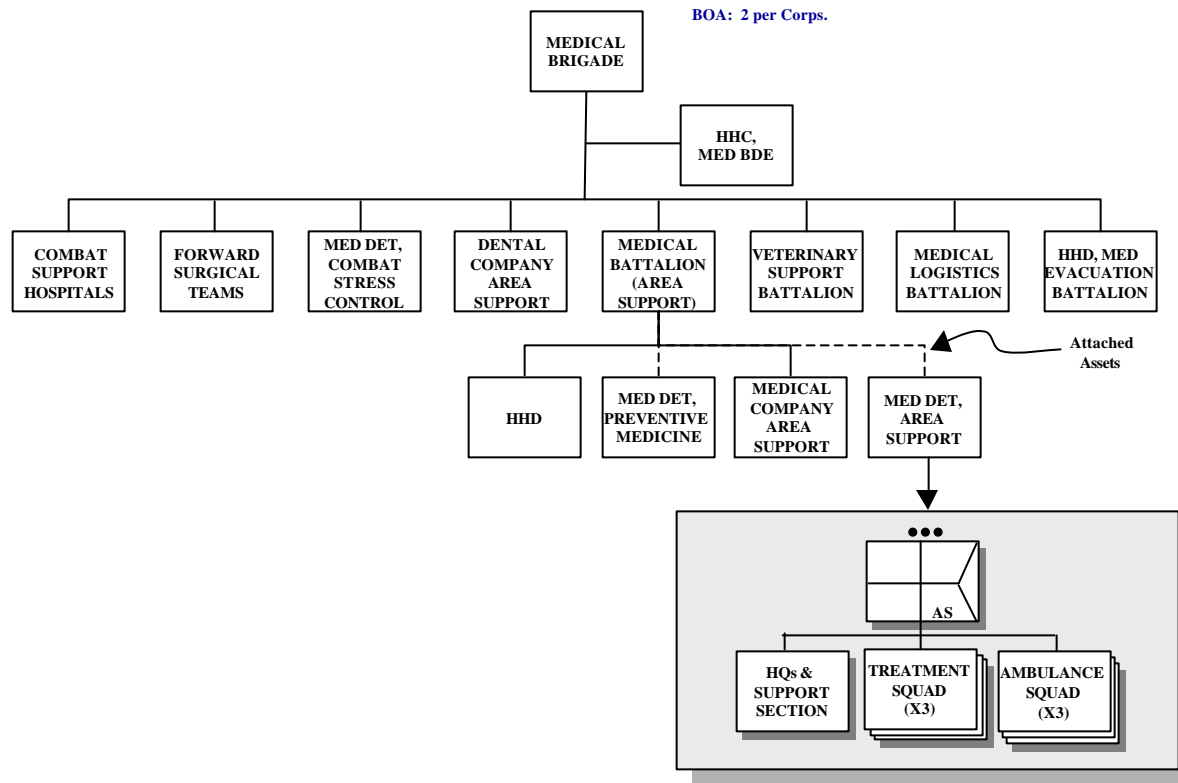 BOA: 2 per Corps.
MEDICAL
BRIGADE
HHC,
MED BDE
COMBAT
SUPPORT
HOSPITALS
FORWARD
SURGICAL
TEAMS
MED DET,
COMBAT
STRESS
CONTROL
DENTAL
COMPANY
AREA
SUPPORT
MEDICAL
BATTALION
(AREA
SUPPORT)
VETERINARY
SUPPORT
BATTALION
MEDICAL
LOGISTICS
BATTALION
HHD, MED
EVACUATION
BATTALION
Attached
Assets
HHD
MED DET,
PREVENTIVE
MEDICINE
MEDICAL
COMPANY
AREA
SUPPORT
MED DET,
AREA
SUPPORT
AS
HQs &
SUPPORT
SECTION
TREATMENT
SQUAD
(X3)
AMBULANCE
SQUAD
(X3)